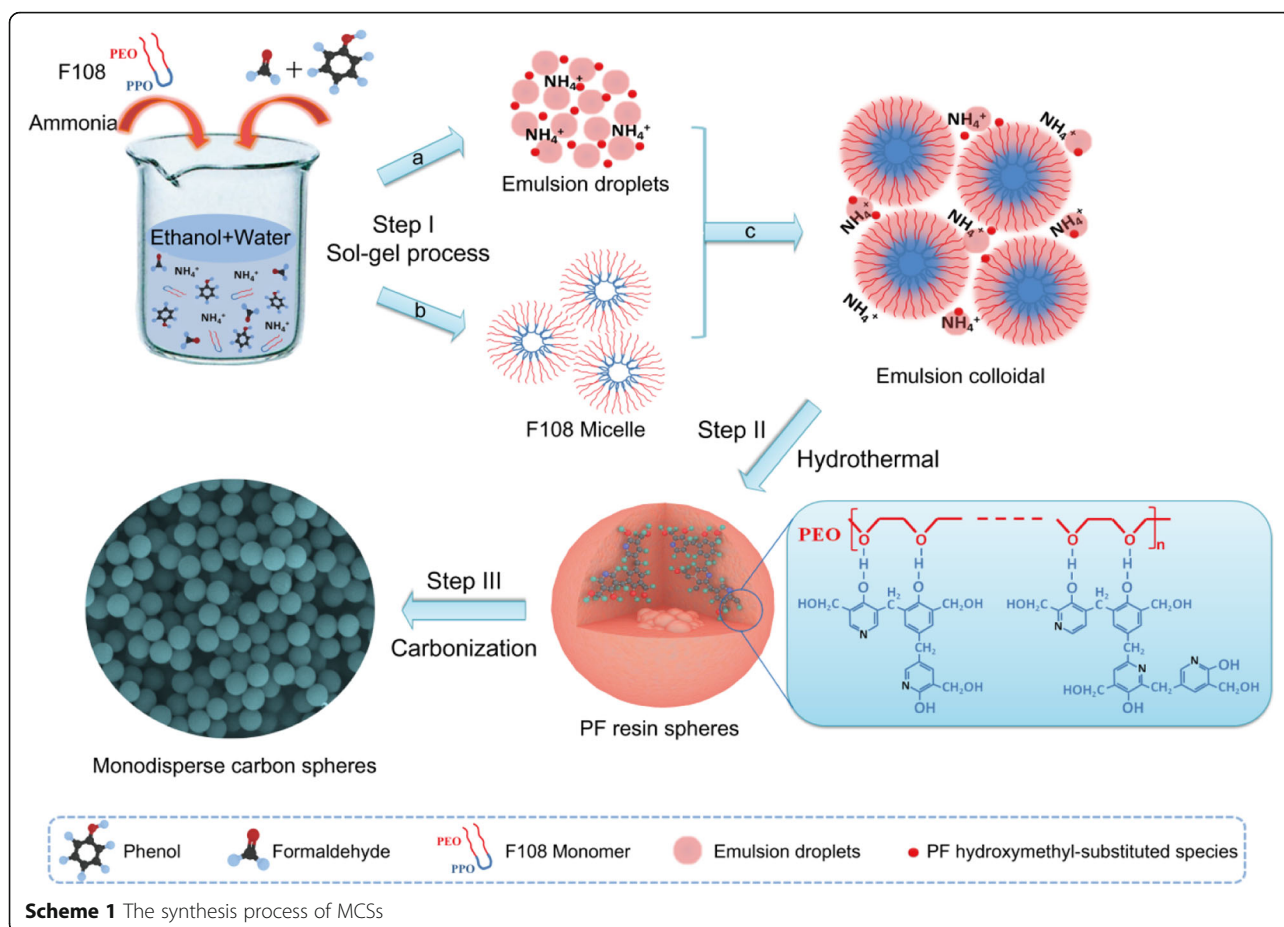 PEO
F108
PPO
Ammonia
+
Ethanol+Water
NH4+
NH4+
NH4+
NH4+
a
Step I
Sol-gel process
b
NH4+
NH4+
NH4+
Emulsion droplets
F108 Micelle
c
NH4+
NH4+
NH4+
NH4+
NH4+
NH4+
NH4+
Emulsion colloidal
Step II
Hydrothermal
PEO
O
O
O
O
n
H
H
H
H
O
O
O
O
HOH2C
H2
C
CH2OH
HOH2C
H2
C
CH2OH
N
CH2
N
CH2
N
CH2OH
OH
HOH2C
N
OH
CH2
N
OH
CH2OH
PF resin spheres
Step III
Carbonization
Monodisperse carbon spheres
Phenol
Formaldehyde
PEO
PPO
F108 Monomer
Emulsion droplets
PF hydroxymethyl-substituted species
Scheme 1 The synthesis process of MCSs